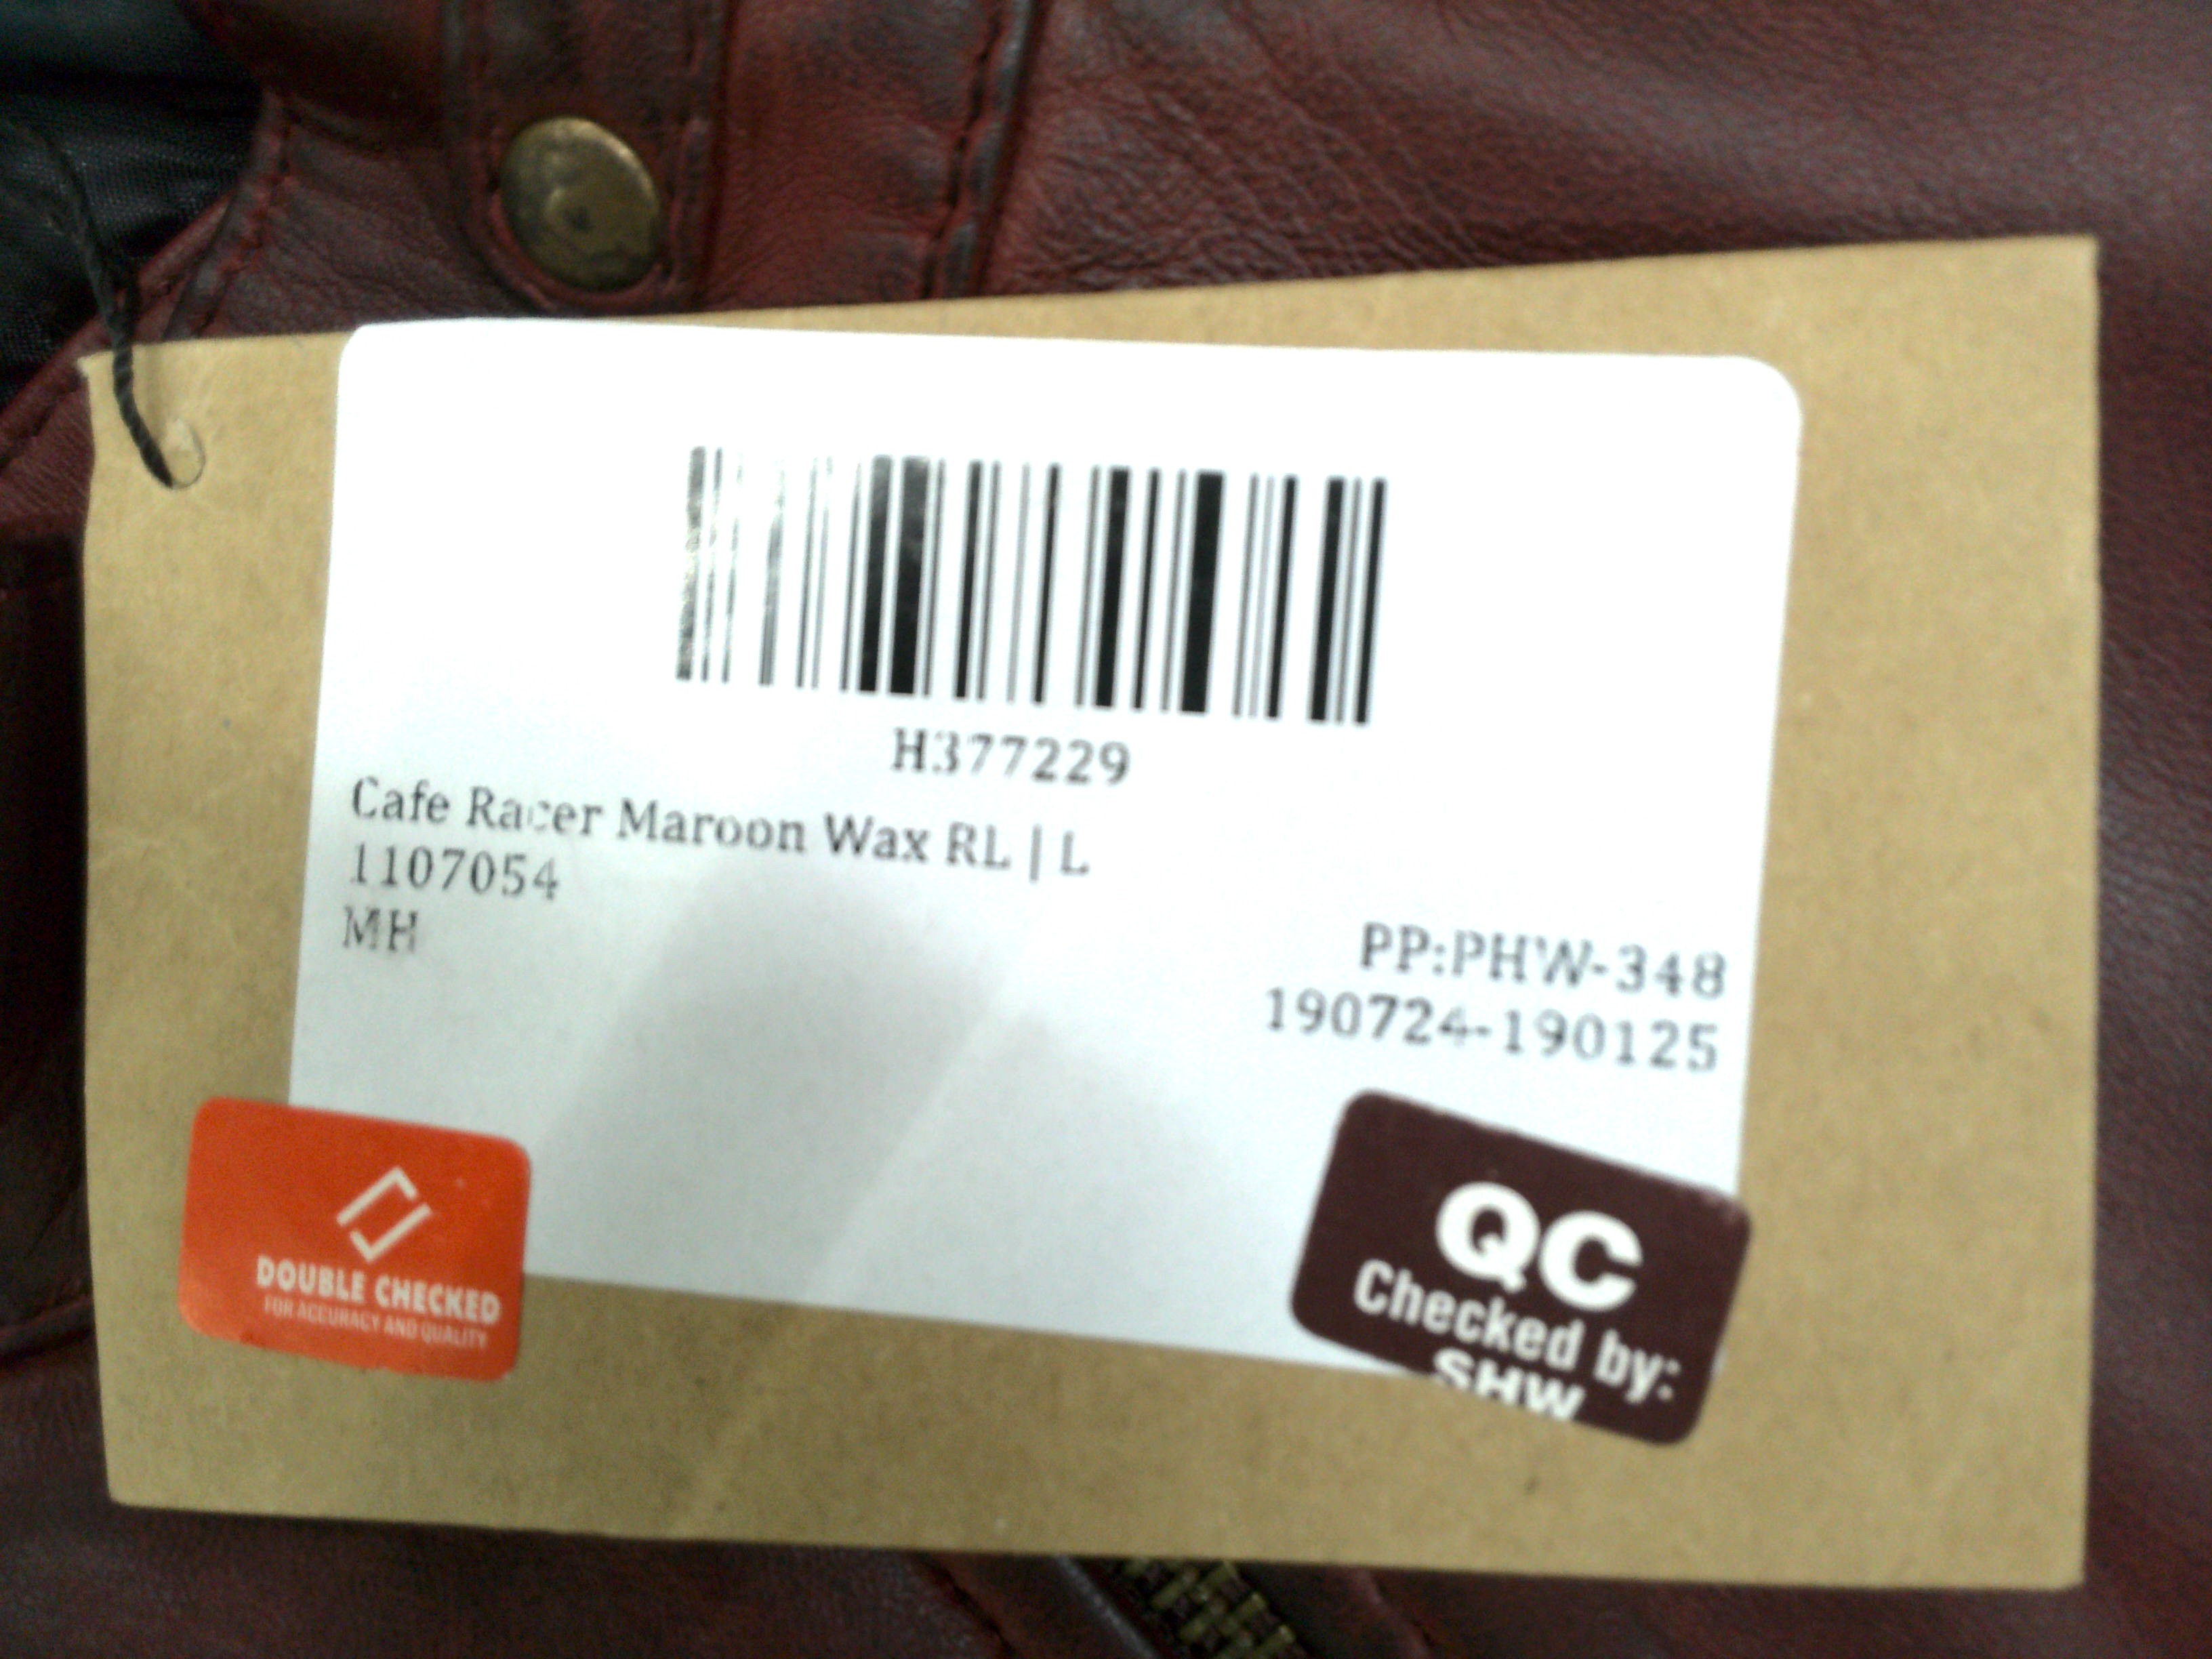 H377229
Cafe Racer Maroon Wax RL | L
1107054
MH
PP:PHW-348
190724-190125
DOUBLE CHECKED
FOR ACCURACY AND QUALITY
QC
Checked by:
SHW